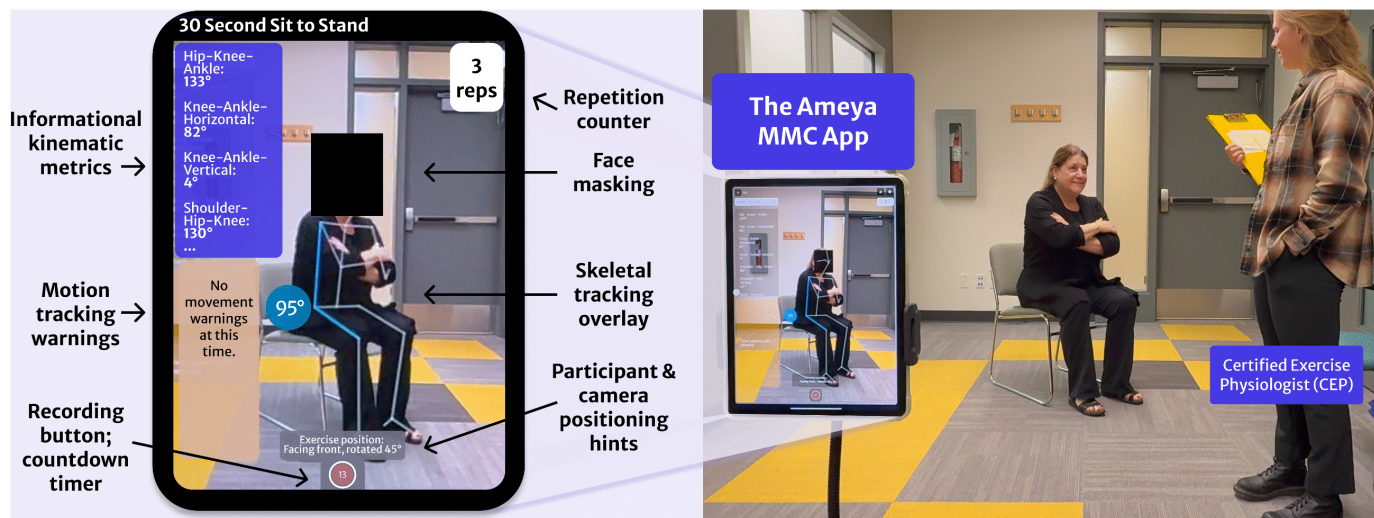 30 Second Sit to Stand
Hip-Knee-
Ankle:
133°
Knee-Ankle-
Horizontal:
82°
Knee-Ankle-
Vertical:
4°
Shoulder-
Hip-Knee:
130°
...
3
reps
No
movement
warnings
at this
time.
95°
Exercise position:
Facing front, rotated 45°
13
Informational
kinematic
metrics
Motion
tracking
warnings
Recording
button;
countdown
timer
Repetition
counter
Face
masking
Skeletal
tracking
overlay
Participant &
camera
positioning
hints
The Ameya
MMC App
Certified Exercise
Physiologist (CEP)